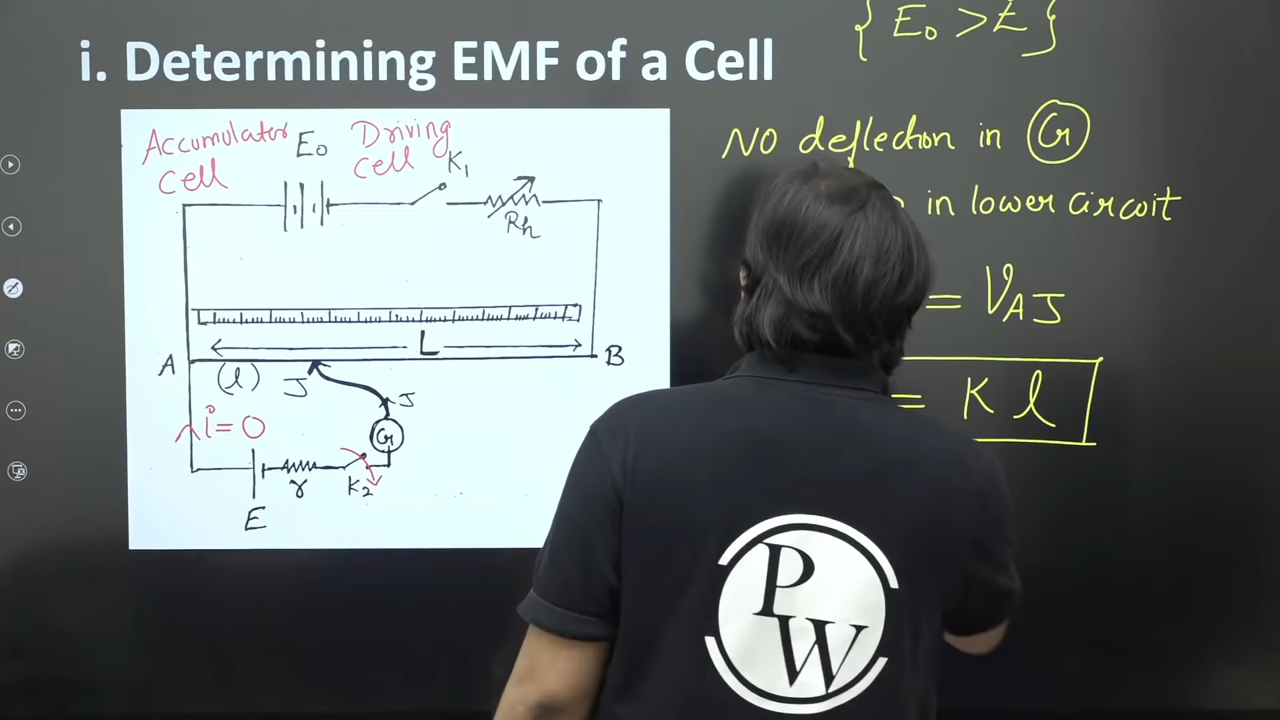 { E₀ > E }
i. Determining EMF of a Cell
Accumulator
Cell
E₀
Driving
cell
K₁
Rh
L
A
B
(l)
J
J
i = 0
G
r
K₂
E
NO deflection in G
in lower circuit
= V_AJ
= K l
PW